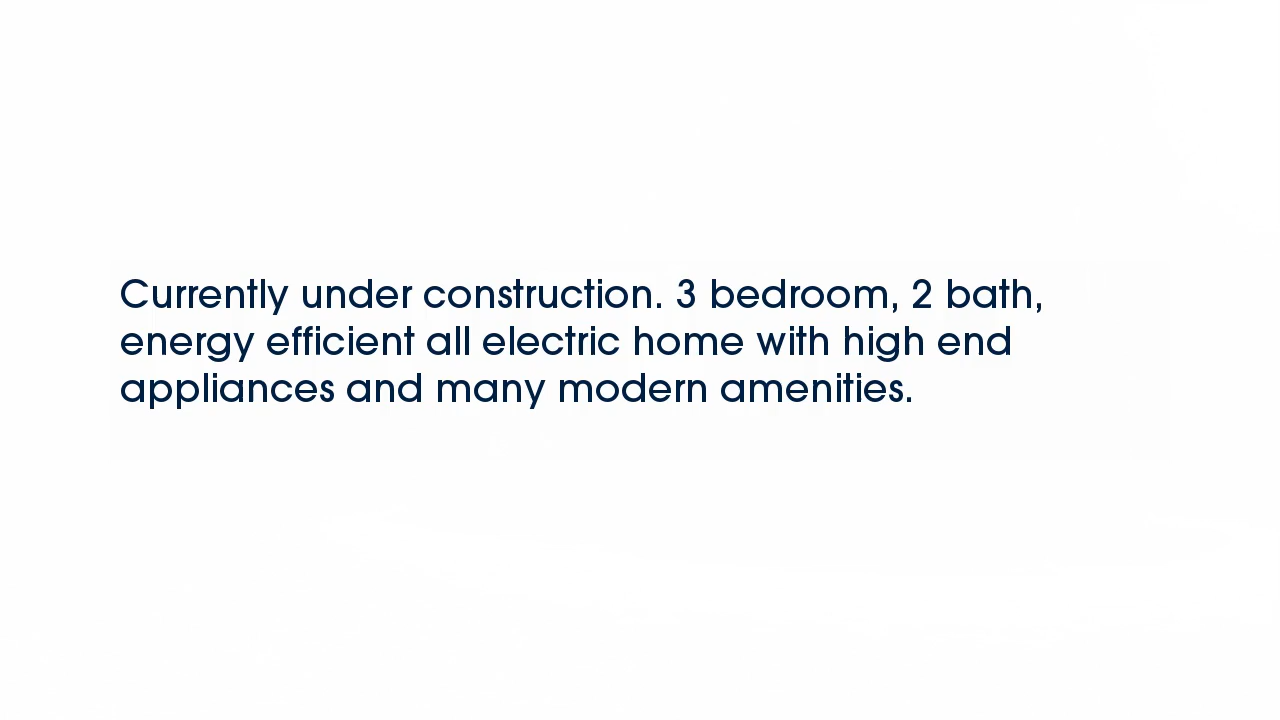 Currently under construction. 3 bedroom, 2 bath,
energy efficient all electric home with high end
appliances and many modern amenities.